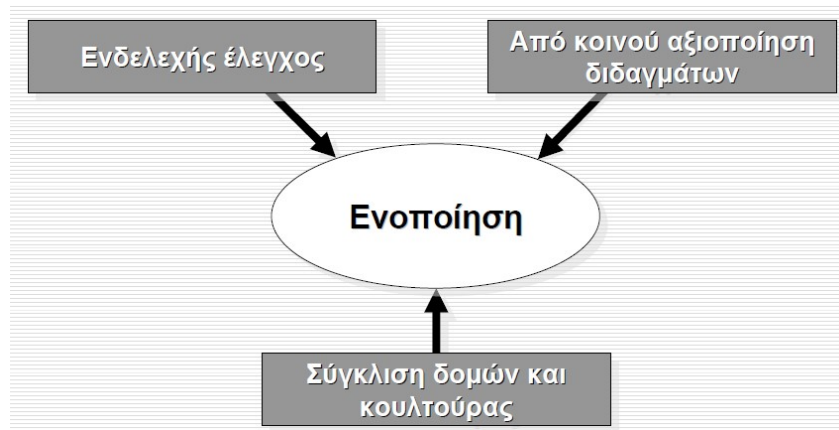 Ενδελεχής έλεγχος
Από κοινού αξιοποίηση
διδαγμάτων
Ενοποίηση
Σύγκλιση δομών και
κουλτούρας